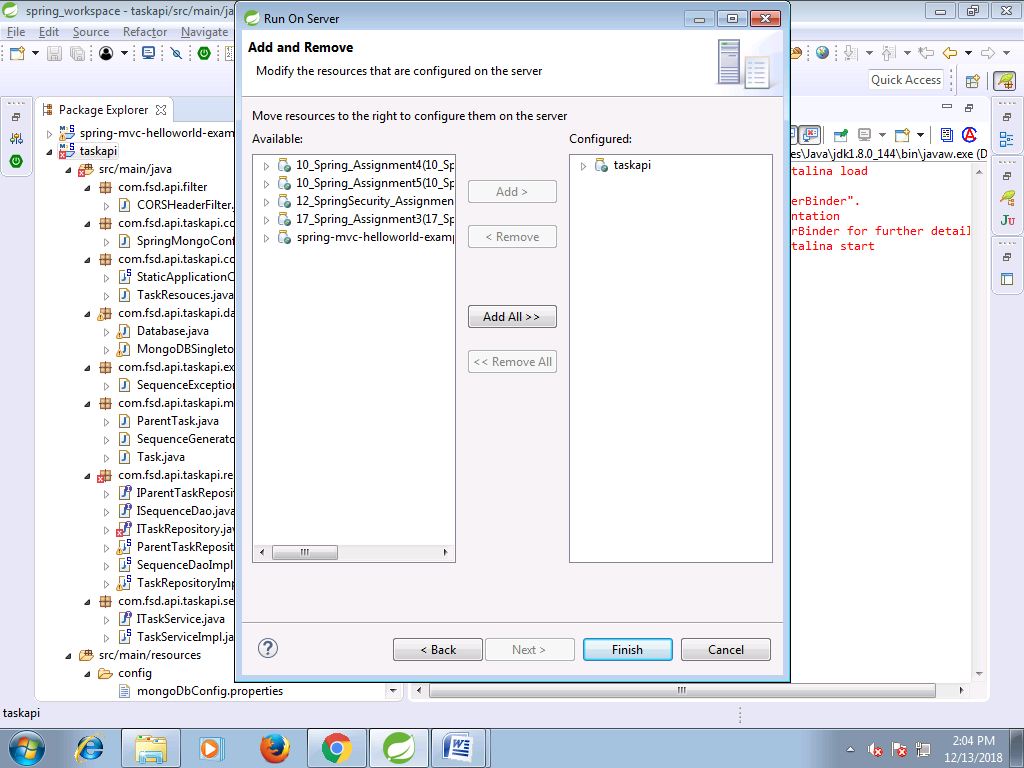 spring_workspace - taskapi/src/main/ja
File Edit Source Refactor Navigate
Quick Access
Package Explorer
spring-mvc-helloworld-exam
taskapi
src/main/java
com.fsd.api.filter
CORSHeaderFilter.
com.fsd.api.taskapi.co
SpringMongoConf
com.fsd.api.taskapi.co
StaticApplicationC
TaskResouces.java
com.fsd.api.taskapi.da
Database.java
MongoDBSingleto
com.fsd.api.taskapi.ex
SequenceException
com.fsd.api.taskapi.m
ParentTask.java
SequenceGenerato
Task.java
com.fsd.api.taskapi.re
IParentTaskReposit
ISequenceDao.java
ITaskRepository.jav
ParentTaskReposit
SequenceDaoImpl
TaskRepositoryImp
com.fsd.api.taskapi.se
ITaskService.java
TaskServiceImpl.ja
src/main/resources
config
mongoDbConfig.properties
Run On Server
Add and Remove
Modify the resources that are configured on the server
Move resources to the right to configure them on the server
Available:
10_Spring_Assignment4(10_Sp
10_Spring_Assignment5(10_Sp
12_SpringSecurity_Assignmen
17_Spring_Assignment3(17_Sp
spring-mvc-helloworld-examp
Add >
< Remove
Add All >>
<< Remove All
Configured:
taskapi
?
< Back
Next >
Finish
Cancel
es\Java\jdk1.8.0_144\bin\javaw.exe (D
talina load
erBinder".
ntation
erBinder for further detail
talina start
Ju
taskapi
2:04 PM
12/13/2018